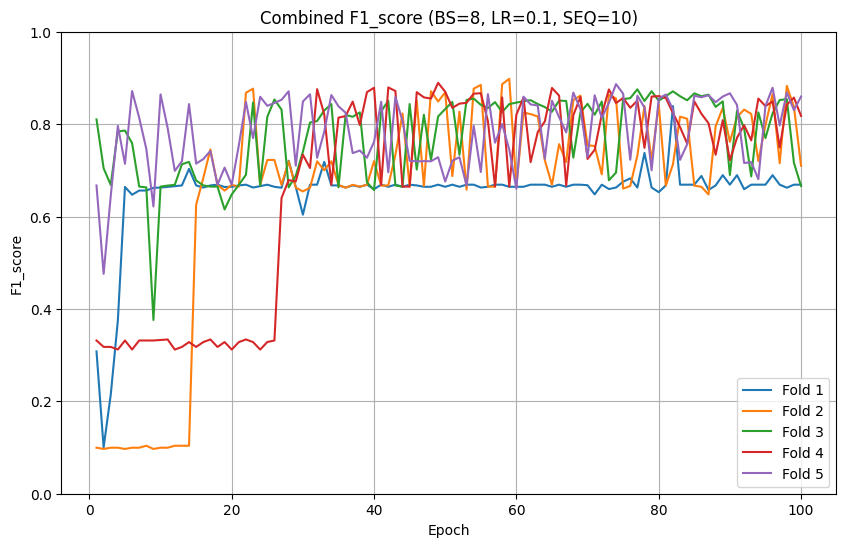 Combined F1_score (BS=8, LR=0.1, SEQ=10)
1.0
0.8
0.6
0.4
0.2
0.0
F1_score
0 20 40 60 80 100
Epoch
Fold 1
Fold 2
Fold 3
Fold 4
Fold 5